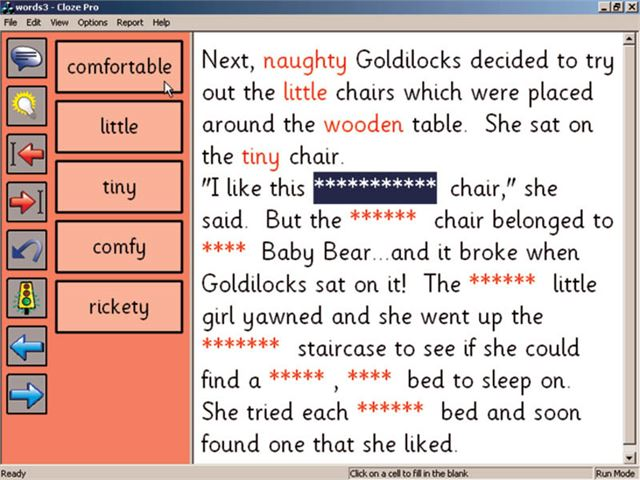 words3 - Cloze Pro
File Edit View Options Report Help
comfortable
little
tiny
comfy
rickety
Next, naughty Goldilocks decided to try
out the little chairs which were placed
around the wooden table. She sat on
the tiny chair.
"I like this *********** chair," she
said. But the ****** chair belonged to
**** Baby Bear...and it broke when
Goldilocks sat on it! The ****** little
girl yawned and she went up the
******* staircase to see if she could
find a ***** , **** bed to sleep on.
She tried each ****** bed and soon
found one that she liked.
Ready Click on a cell to fill in the blank Run Mode